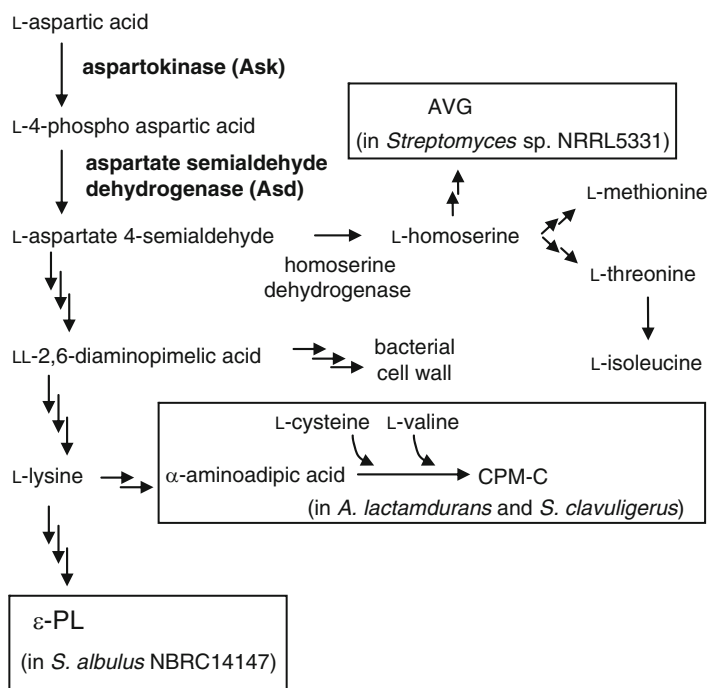 L-aspartic acid
aspartokinase (Ask)
L-4-phospho aspartic acid
aspartate semialdehyde
dehydrogenase (Asd)
AVG
(in Streptomyces sp. NRRL5331)
L-methionine
L-aspartate 4-semialdehyde
L-homoserine
homoserine
dehydrogenase
L-threonine
L-isoleucine
LL-2,6-diaminopimelic acid
bacterial
cell wall
L-cysteine
L-valine
L-lysine
α-aminoadipic acid
CPM-C
(in A. lactamdurans and S. clavuligerus)
ε-PL
(in S. albulus NBRC14147)